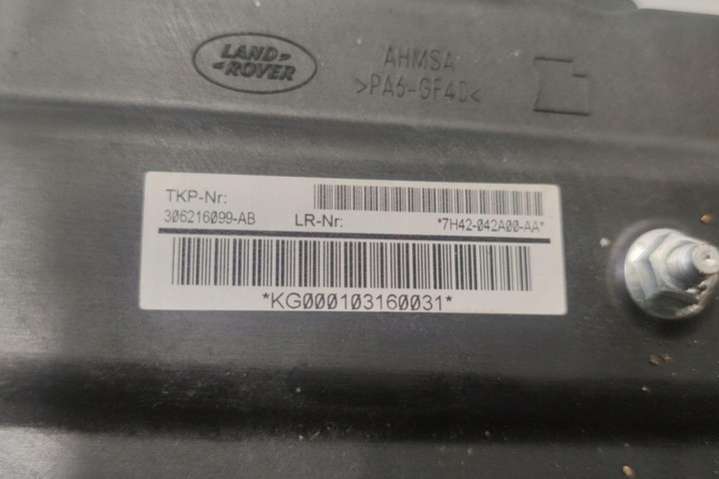 LAND
ROVER
AHMSA
>PA6-GF40<
TKP-Nr:
306216099-AB LR-Nr: *7H42-042A00-AA*
*KG000103160031*